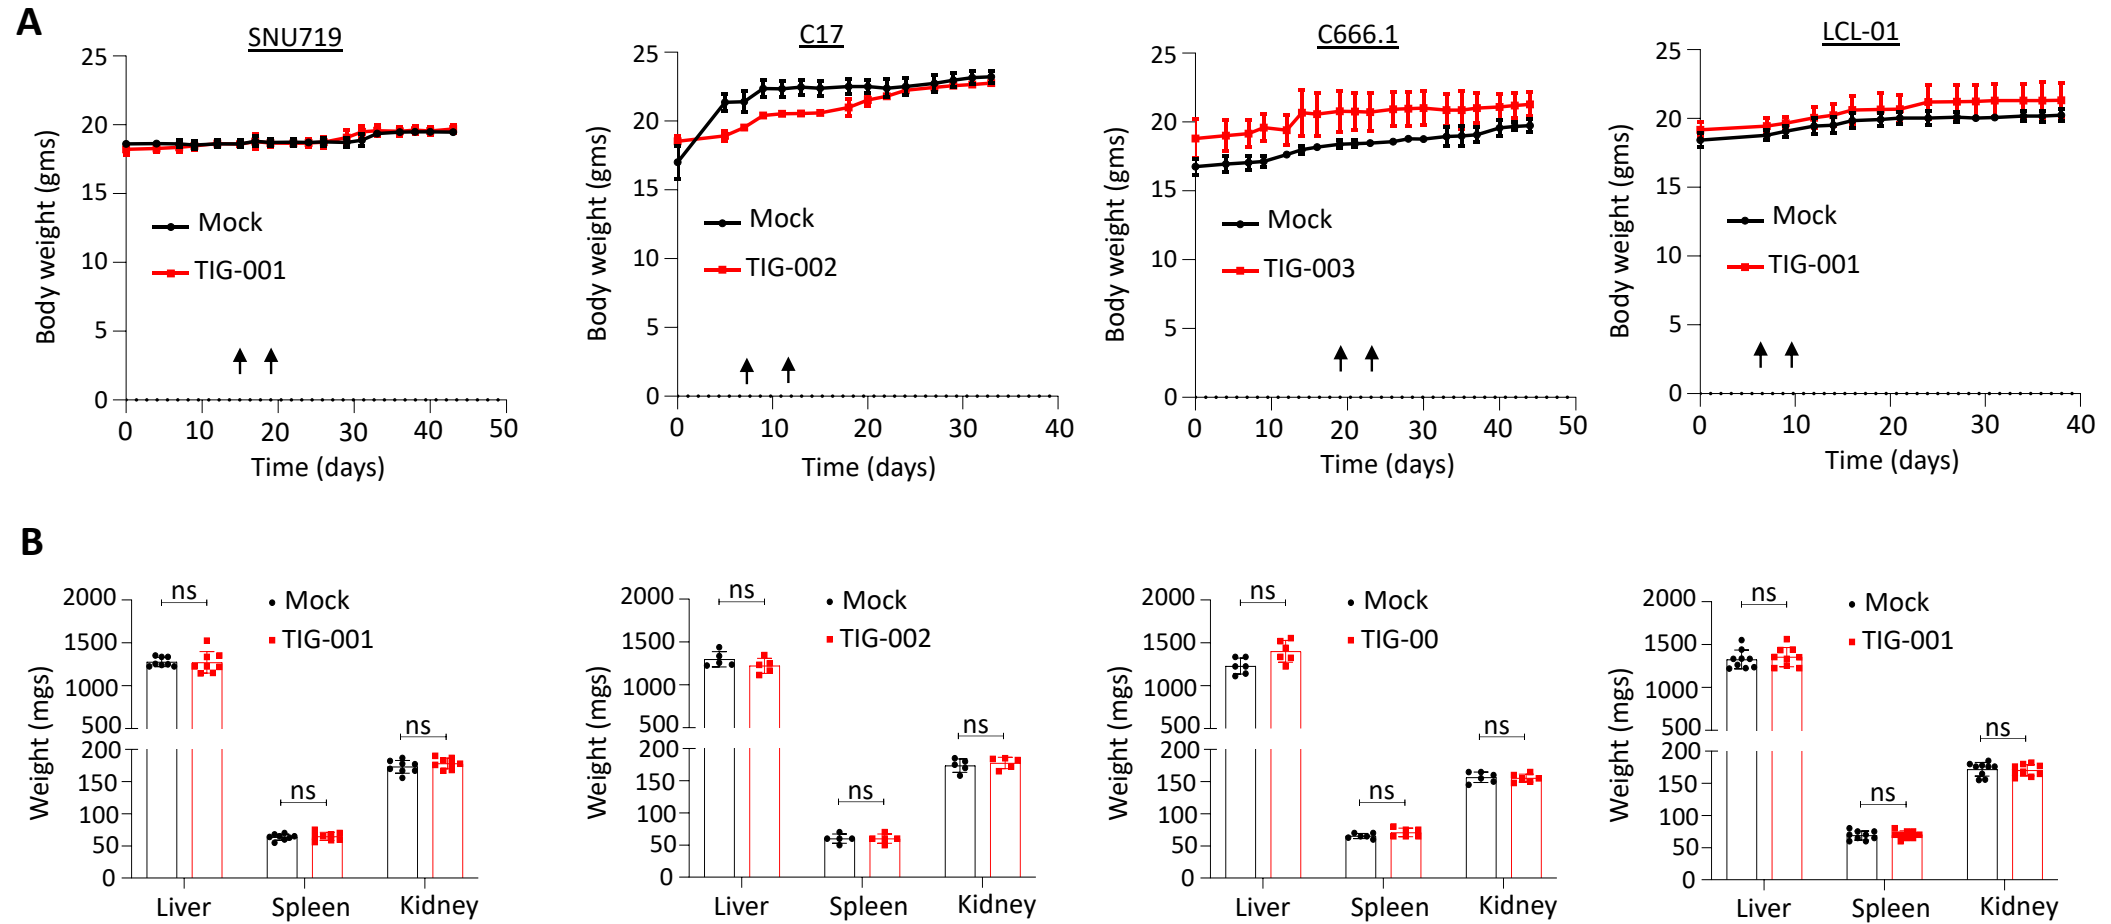 A
SNU719
25
20
15
10
5
0
Body weight (gms)
Mock
TIG-001
0 10 20 30 40 50
Time (days)
C17
25
20
15
10
5
0
Body weight (gms)
Mock
TIG-002
0 10 20 30 40
Time (days)
C666.1
25
20
15
10
5
0
Body weight (gms)
Mock
TIG-003
0 10 20 30 40 50
Time (days)
LCL-01
25
20
15
10
5
0
Body weight (gms)
Mock
TIG-001
0 10 20 30 40
Time (days)
B
2000
1500
1000
500
200
150
100
50
0
Weight (mgs)
ns
ns
ns
Mock
TIG-001
Liver Spleen Kidney
2000
1500
1000
500
200
150
100
50
0
Weight (mgs)
ns
ns
ns
Mock
TIG-002
Liver Spleen Kidney
2000
1500
1000
500
200
150
100
50
0
Weight (mgs)
ns
ns
ns
Mock
TIG-00
Liver Spleen Kidney
2000
1500
1000
500
200
150
100
50
0
Weight (mgs)
ns
ns
ns
Mock
TIG-001
Liver Spleen Kidney